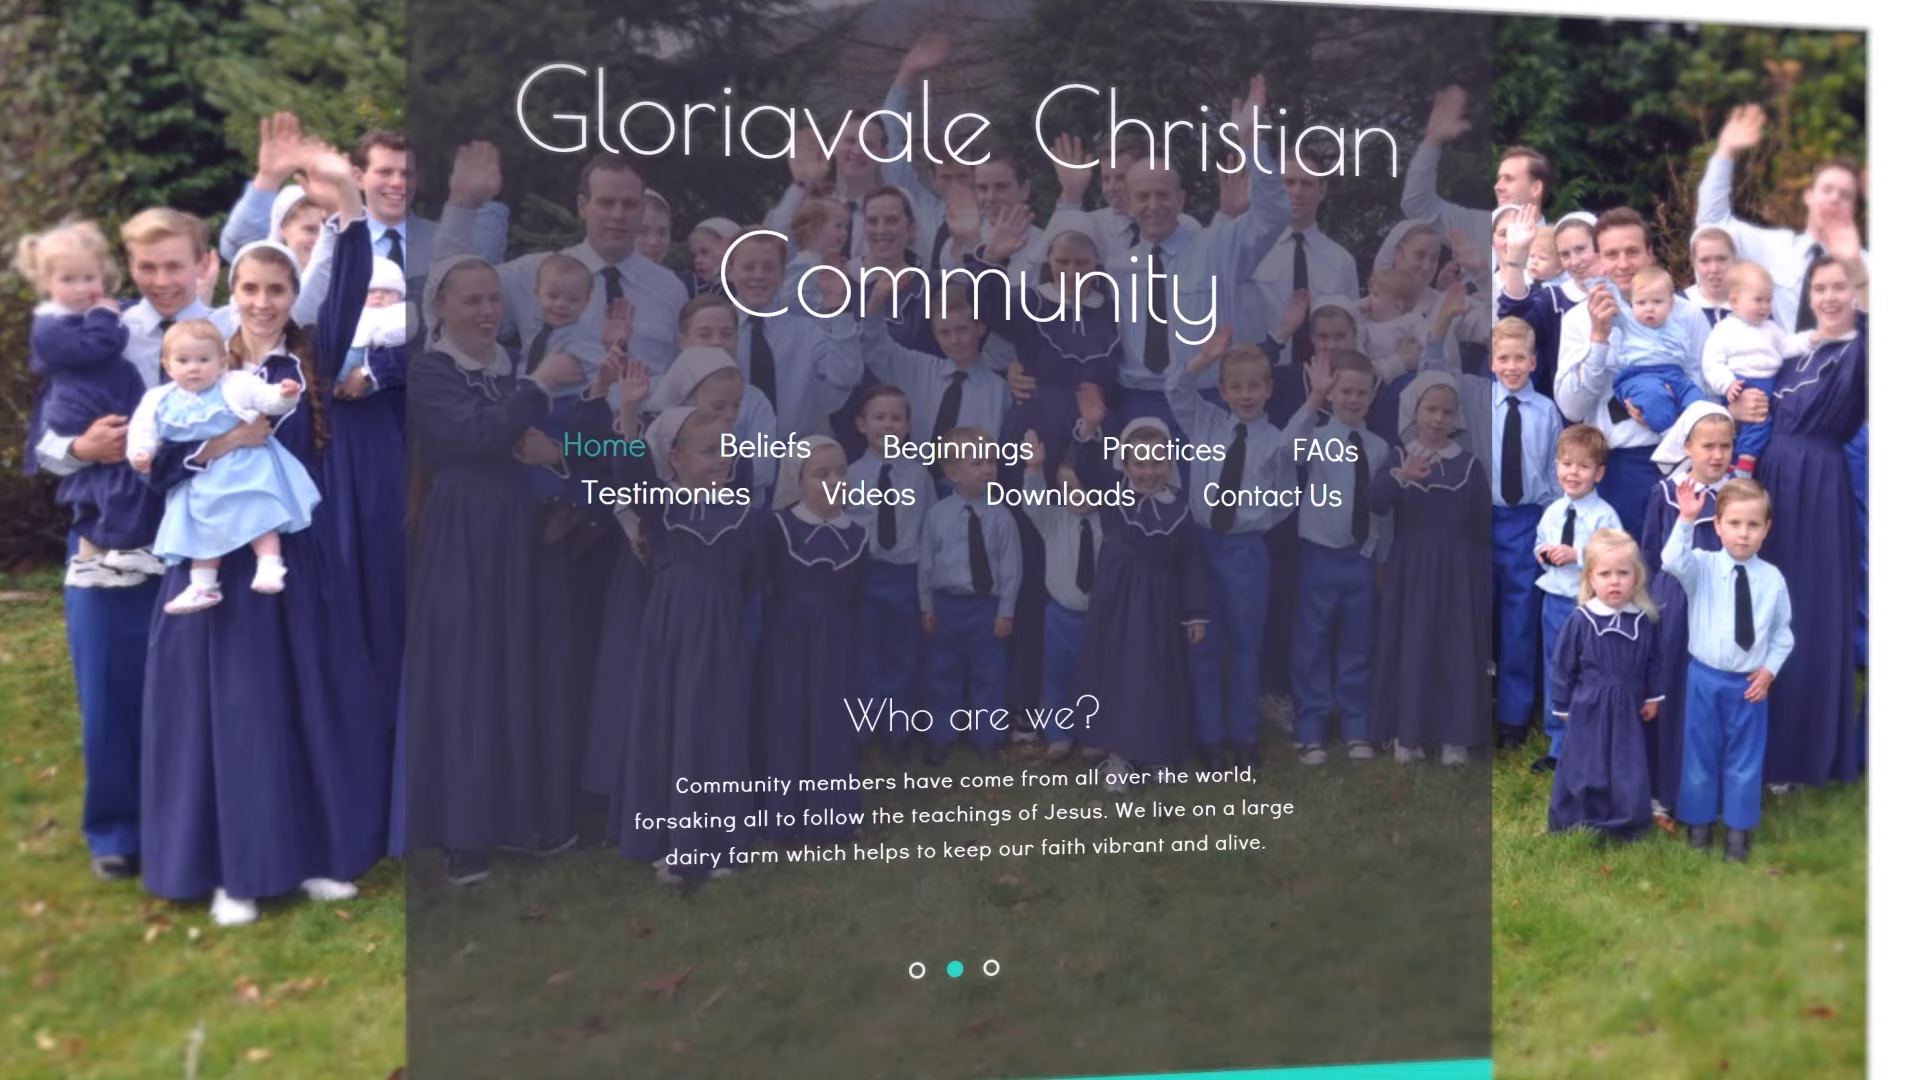 Gloriavale Christian
Community
Home Beliefs Beginnings Practices FAQs
Testimonies Videos Downloads Contact Us
Who are we?
Community members have come from all over the world,
forsaking all to follow the teachings of Jesus. We live on a large
dairy farm which helps to keep our faith vibrant and alive.